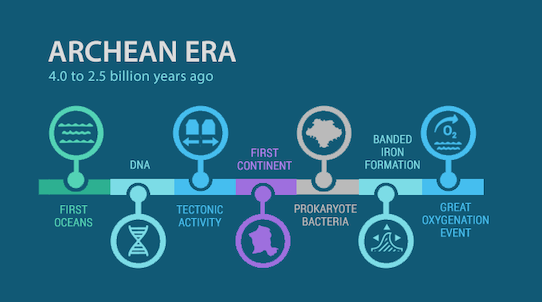 ARCHEAN ERA
4.0 to 2.5 billion years ago
FIRST
OCEANS
DNA
TECTONIC
ACTIVITY
FIRST
CONTINENT
PROKARYOTE
BACTERIA
BANDED
IRON
FORMATION
O₂
GREAT
OXYGENATION
EVENT